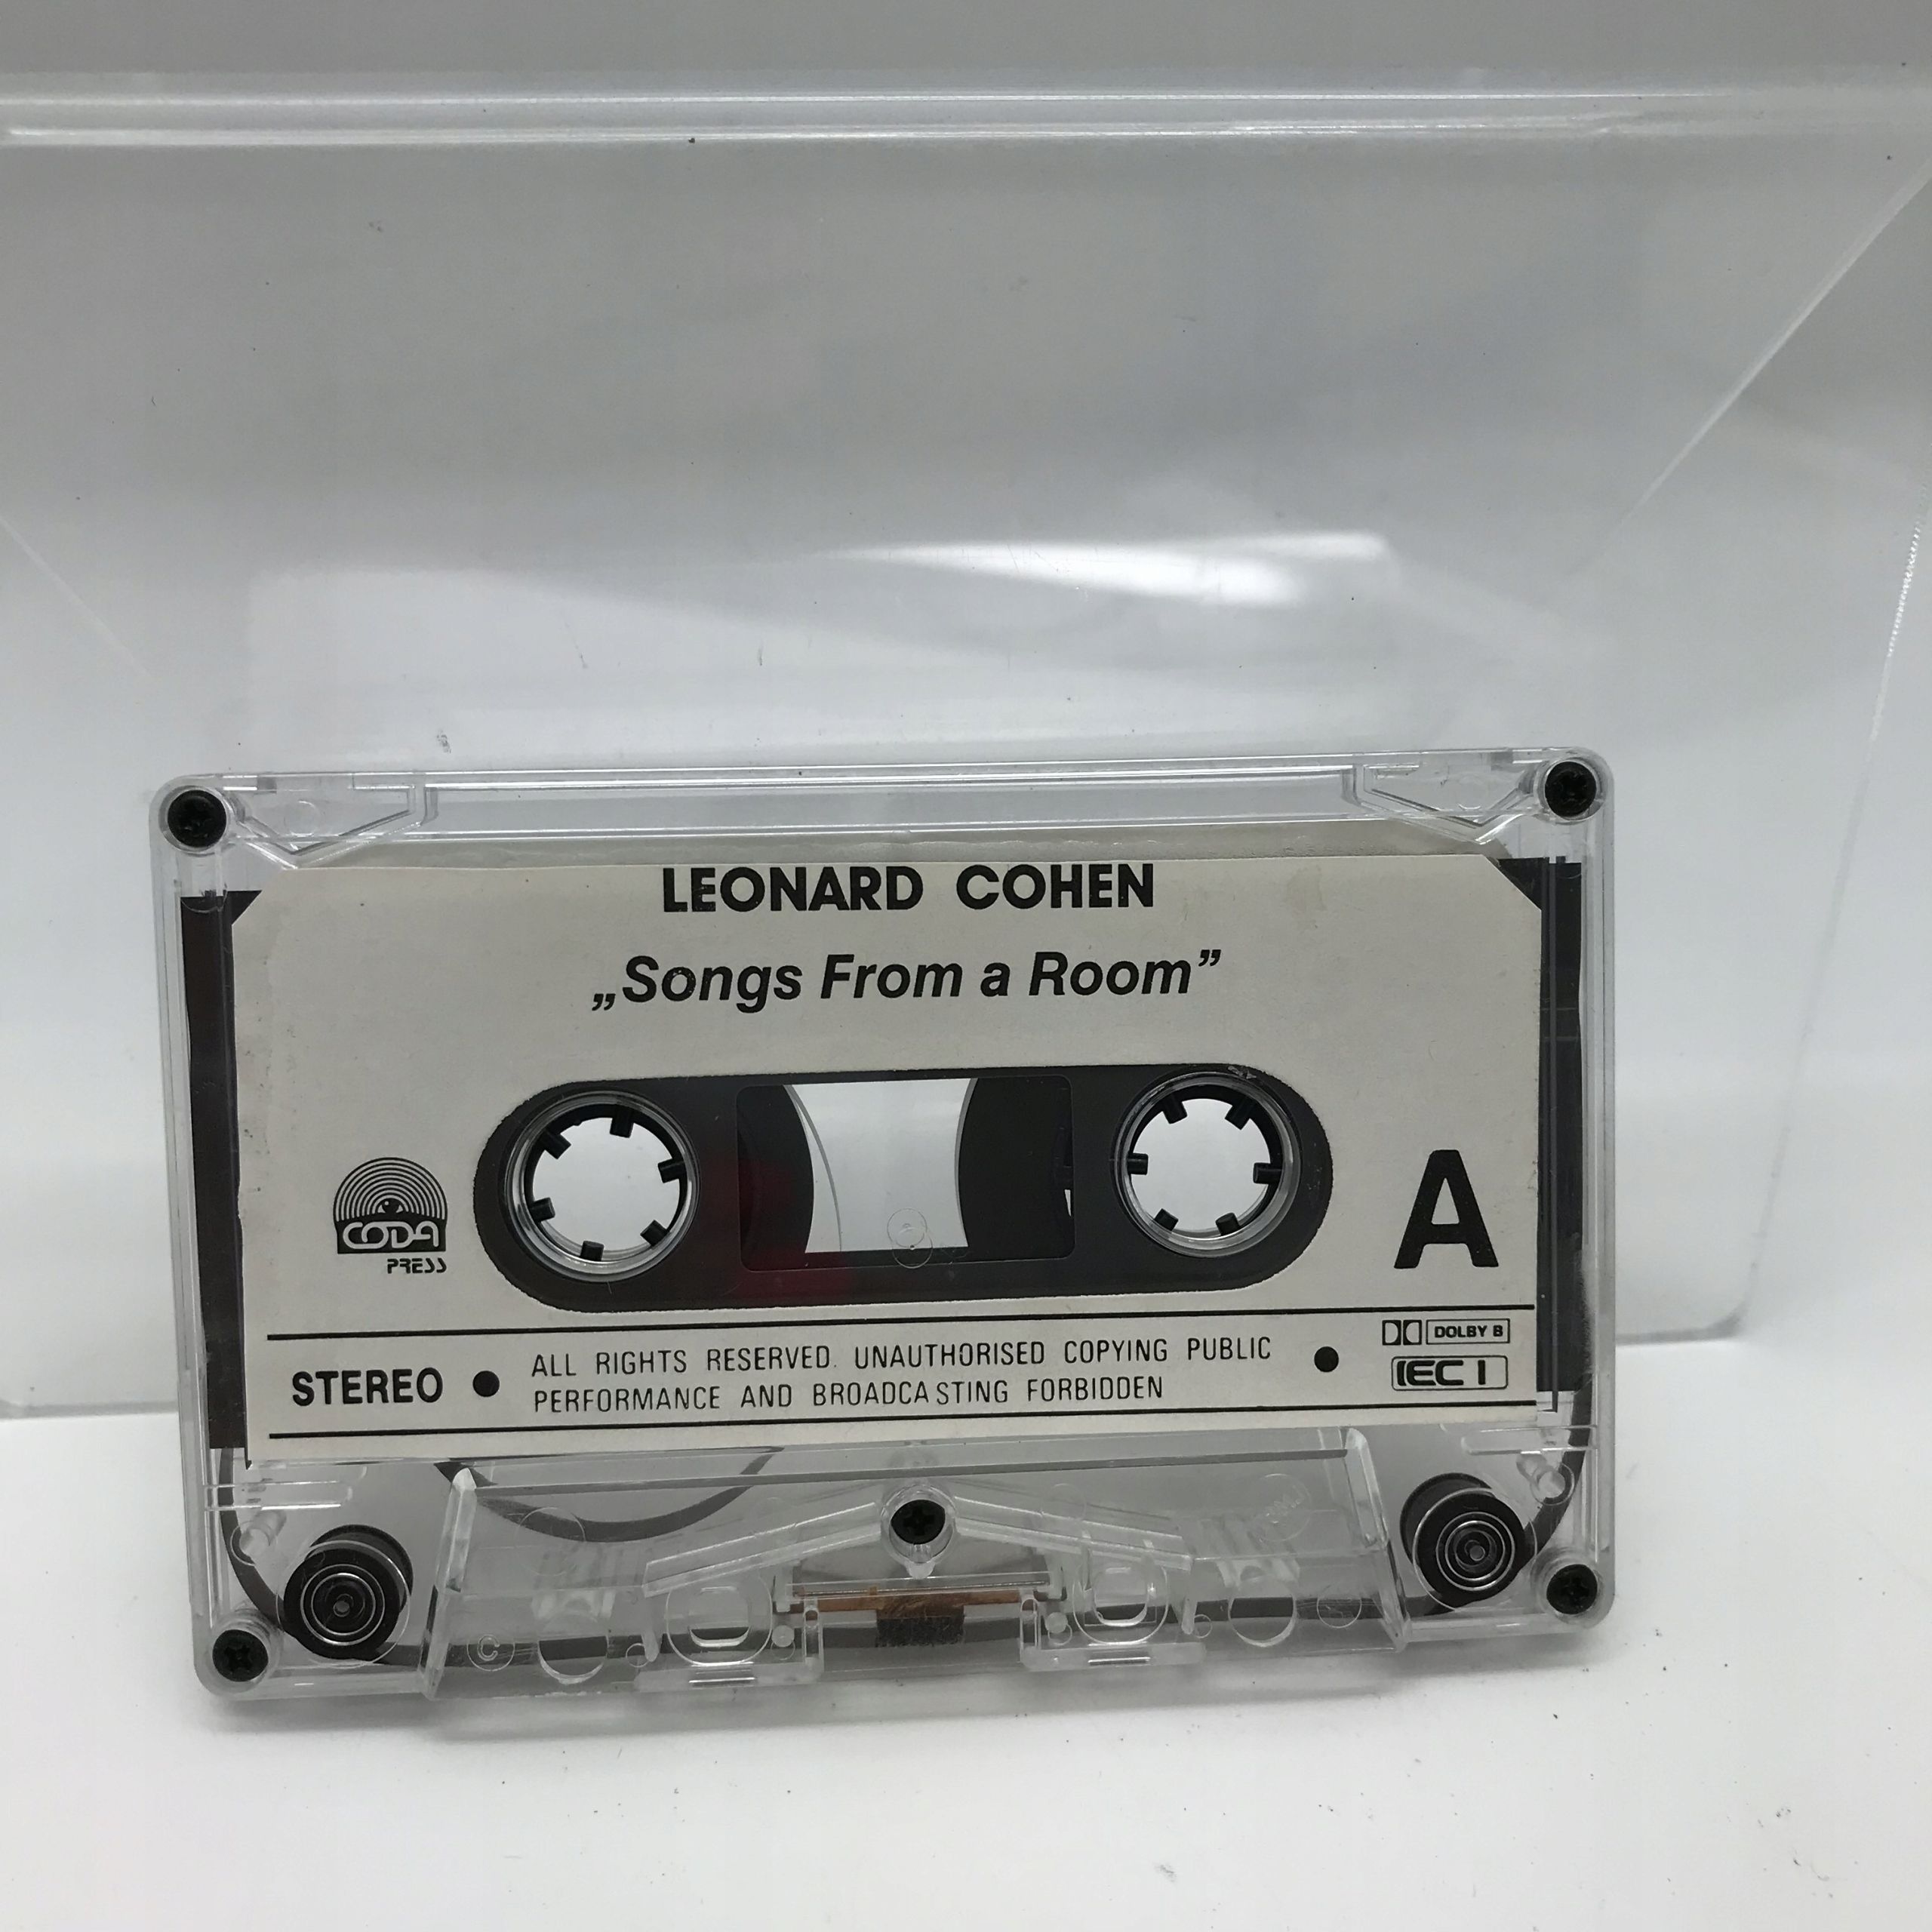 LEONARD COHEN
„Songs From a Room”
CODA
PRESS
A
STEREO • ALL RIGHTS RESERVED. UNAUTHORISED COPYING PUBLIC
PERFORMANCE AND BROADCASTING FORBIDDEN •
DOLBY B
IEC I
C